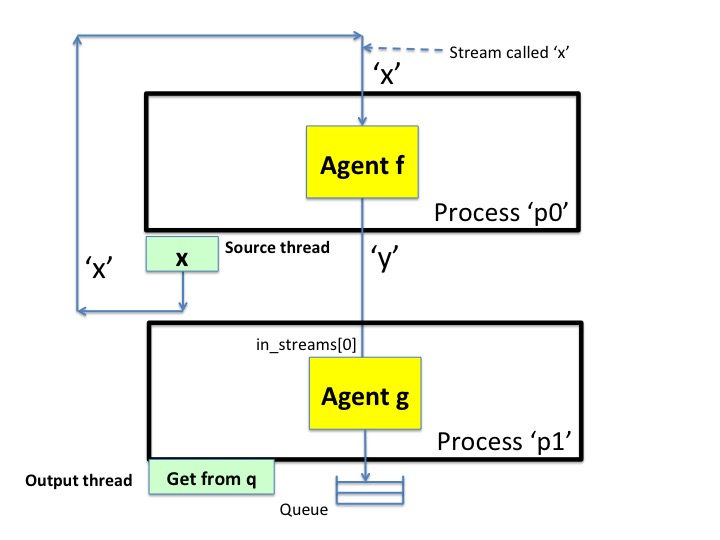 Stream called ‘x’
‘x’
Agent f
Process ‘p0’
x
Source thread
‘y’
‘x’
in_streams[0]
Agent g
Process ‘p1’
Output thread
Get from q
Queue